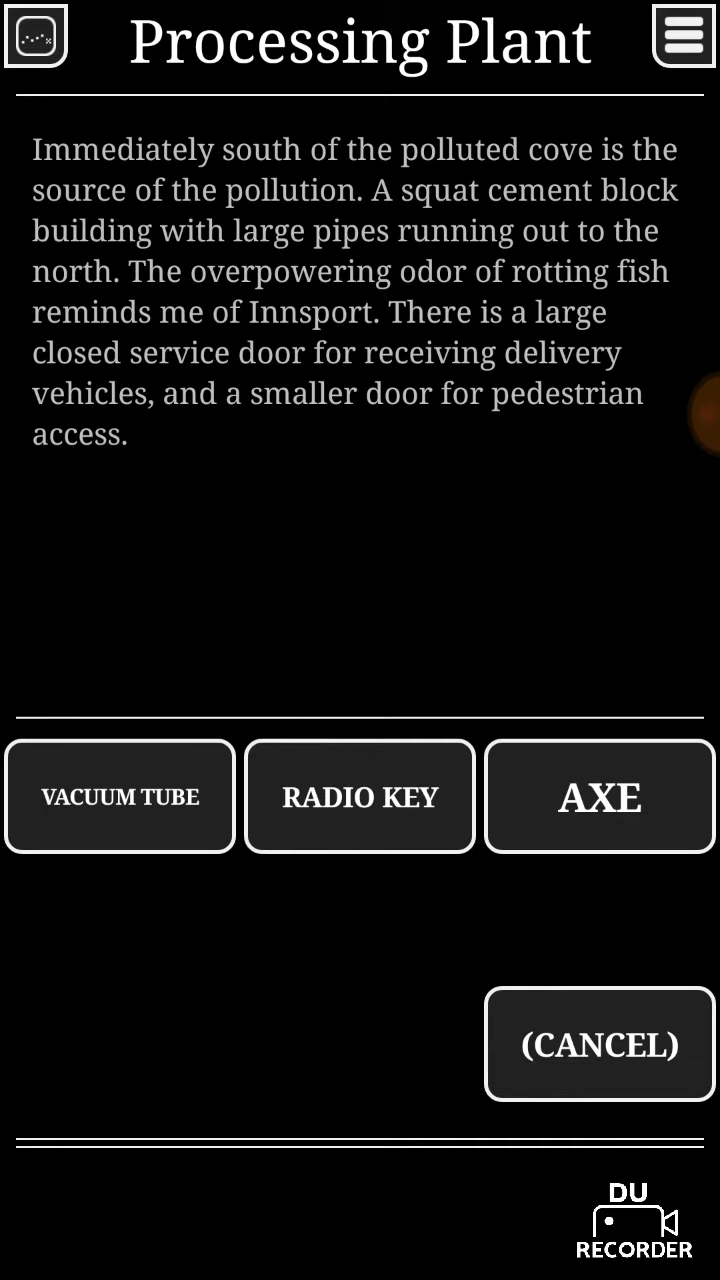 Processing Plant
Immediately south of the polluted cove is the
source of the pollution. A squat cement block
building with large pipes running out to the
north. The overpowering odor of rotting fish
reminds me of Innsport. There is a large
closed service door for receiving delivery
vehicles, and a smaller door for pedestrian
access.
VACUUM TUBE
RADIO KEY
AXE
(CANCEL)
DU
RECORDER